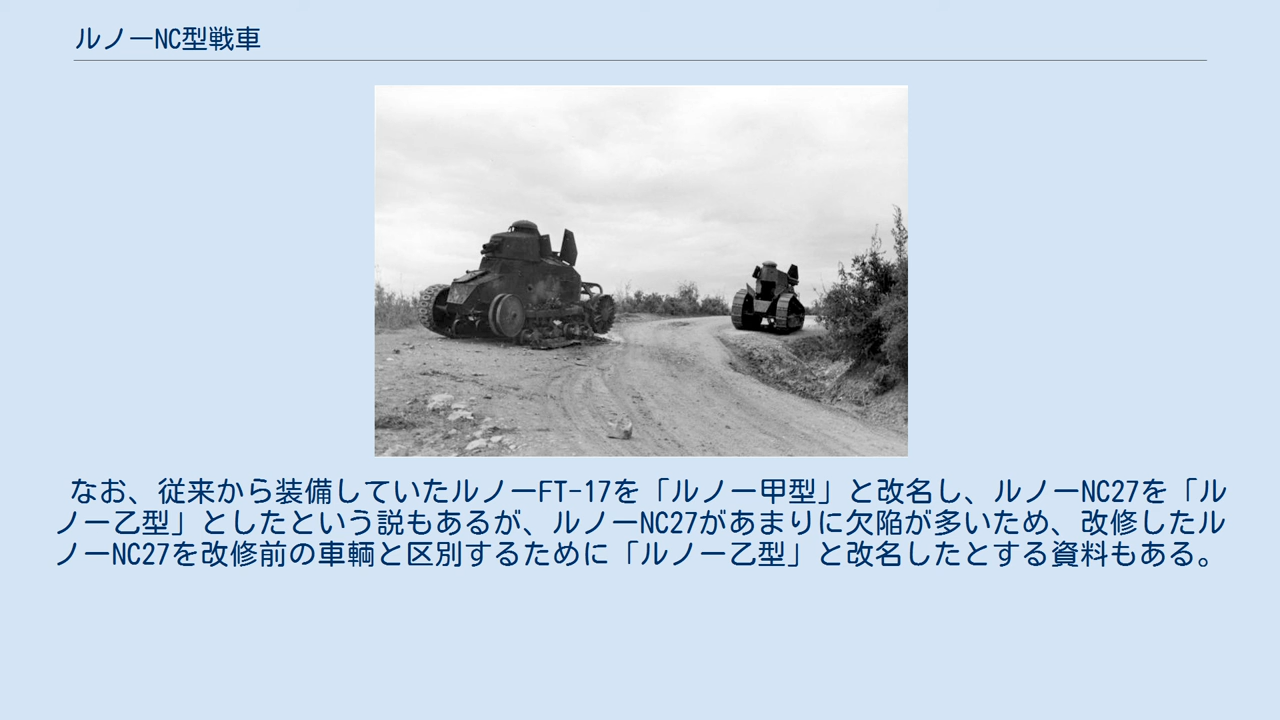 ルノーNC型戦車
なお、従来から装備していたルノーFT-17を「ルノー甲型」と改名し、ルノーNC27を「ル
ノー乙型」としたという説もあるが、ルノーNC27があまりに欠陥が多いため、改修したル
ノーNC27を改修前の車輌と区別するために「ルノー乙型」と改名したとする資料もある。